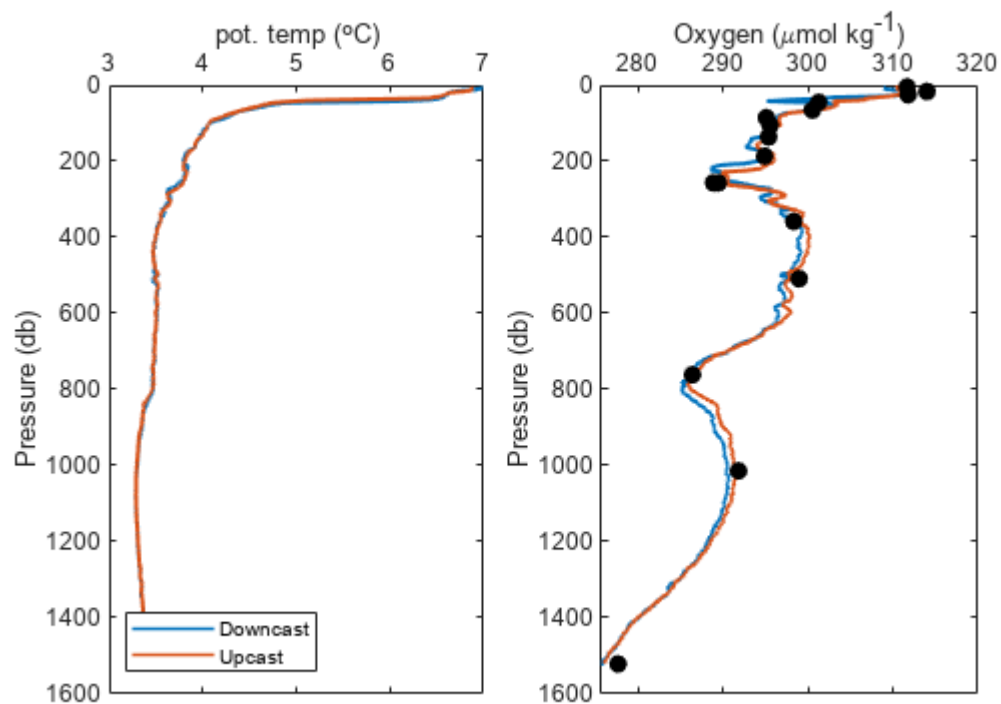 pot. temp (ºC)
3 4 5 6 7
0
200
400
600
800
1000
1200
1400
1600
Pressure (db)
Downcast
Upcast
Oxygen (μmol kg⁻¹)
280 290 300 310 320
0
200
400
600
800
1000
1200
1400
1600
Pressure (db)